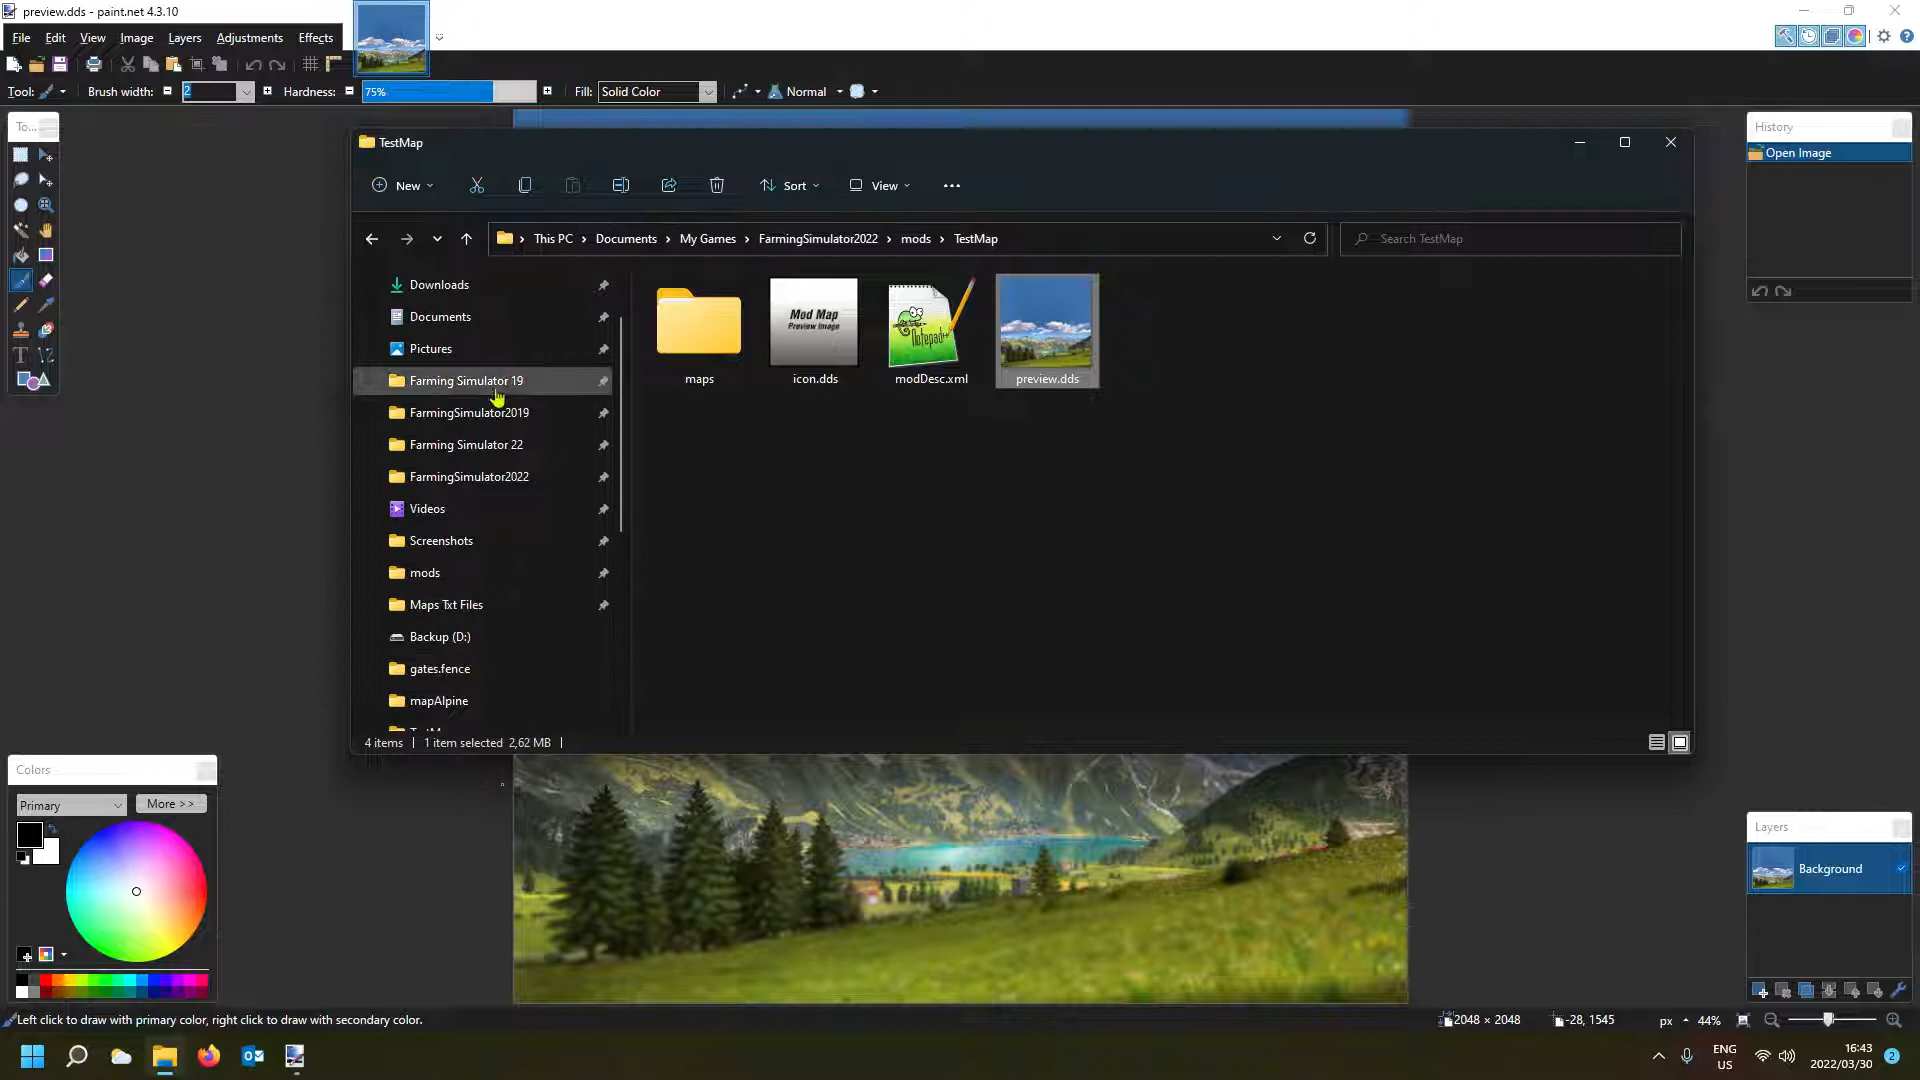 preview.dds - paint.net 4.3.10
File Edit View Image Layers Adjustments Effects
Tool: Brush width: 2 Hardness: 75% Fill: Solid Color Normal
To...
History
Open Image
TestMap
New Sort View
This PC Documents My Games FarmingSimulator2022 mods TestMap
Search TestMap
Downloads
Documents
Pictures
Farming Simulator 19
FarmingSimulator2019
Farming Simulator 22
FarmingSimulator2022
Videos
Screenshots
mods
Maps Txt Files
Backup (D:)
gates.fence
mapAlpine
Mod Map
Preview Image
Notepad++
maps icon.dds modDesc.xml preview.dds
4 items 1 item selected 2,62 MB
Colors
Primary More >>
Layers
Background
Left click to draw with primary color, right click to draw with secondary color.
2048 × 2048 -28, 1545 px 44%
ENG
US
16:43
2022/03/30
2